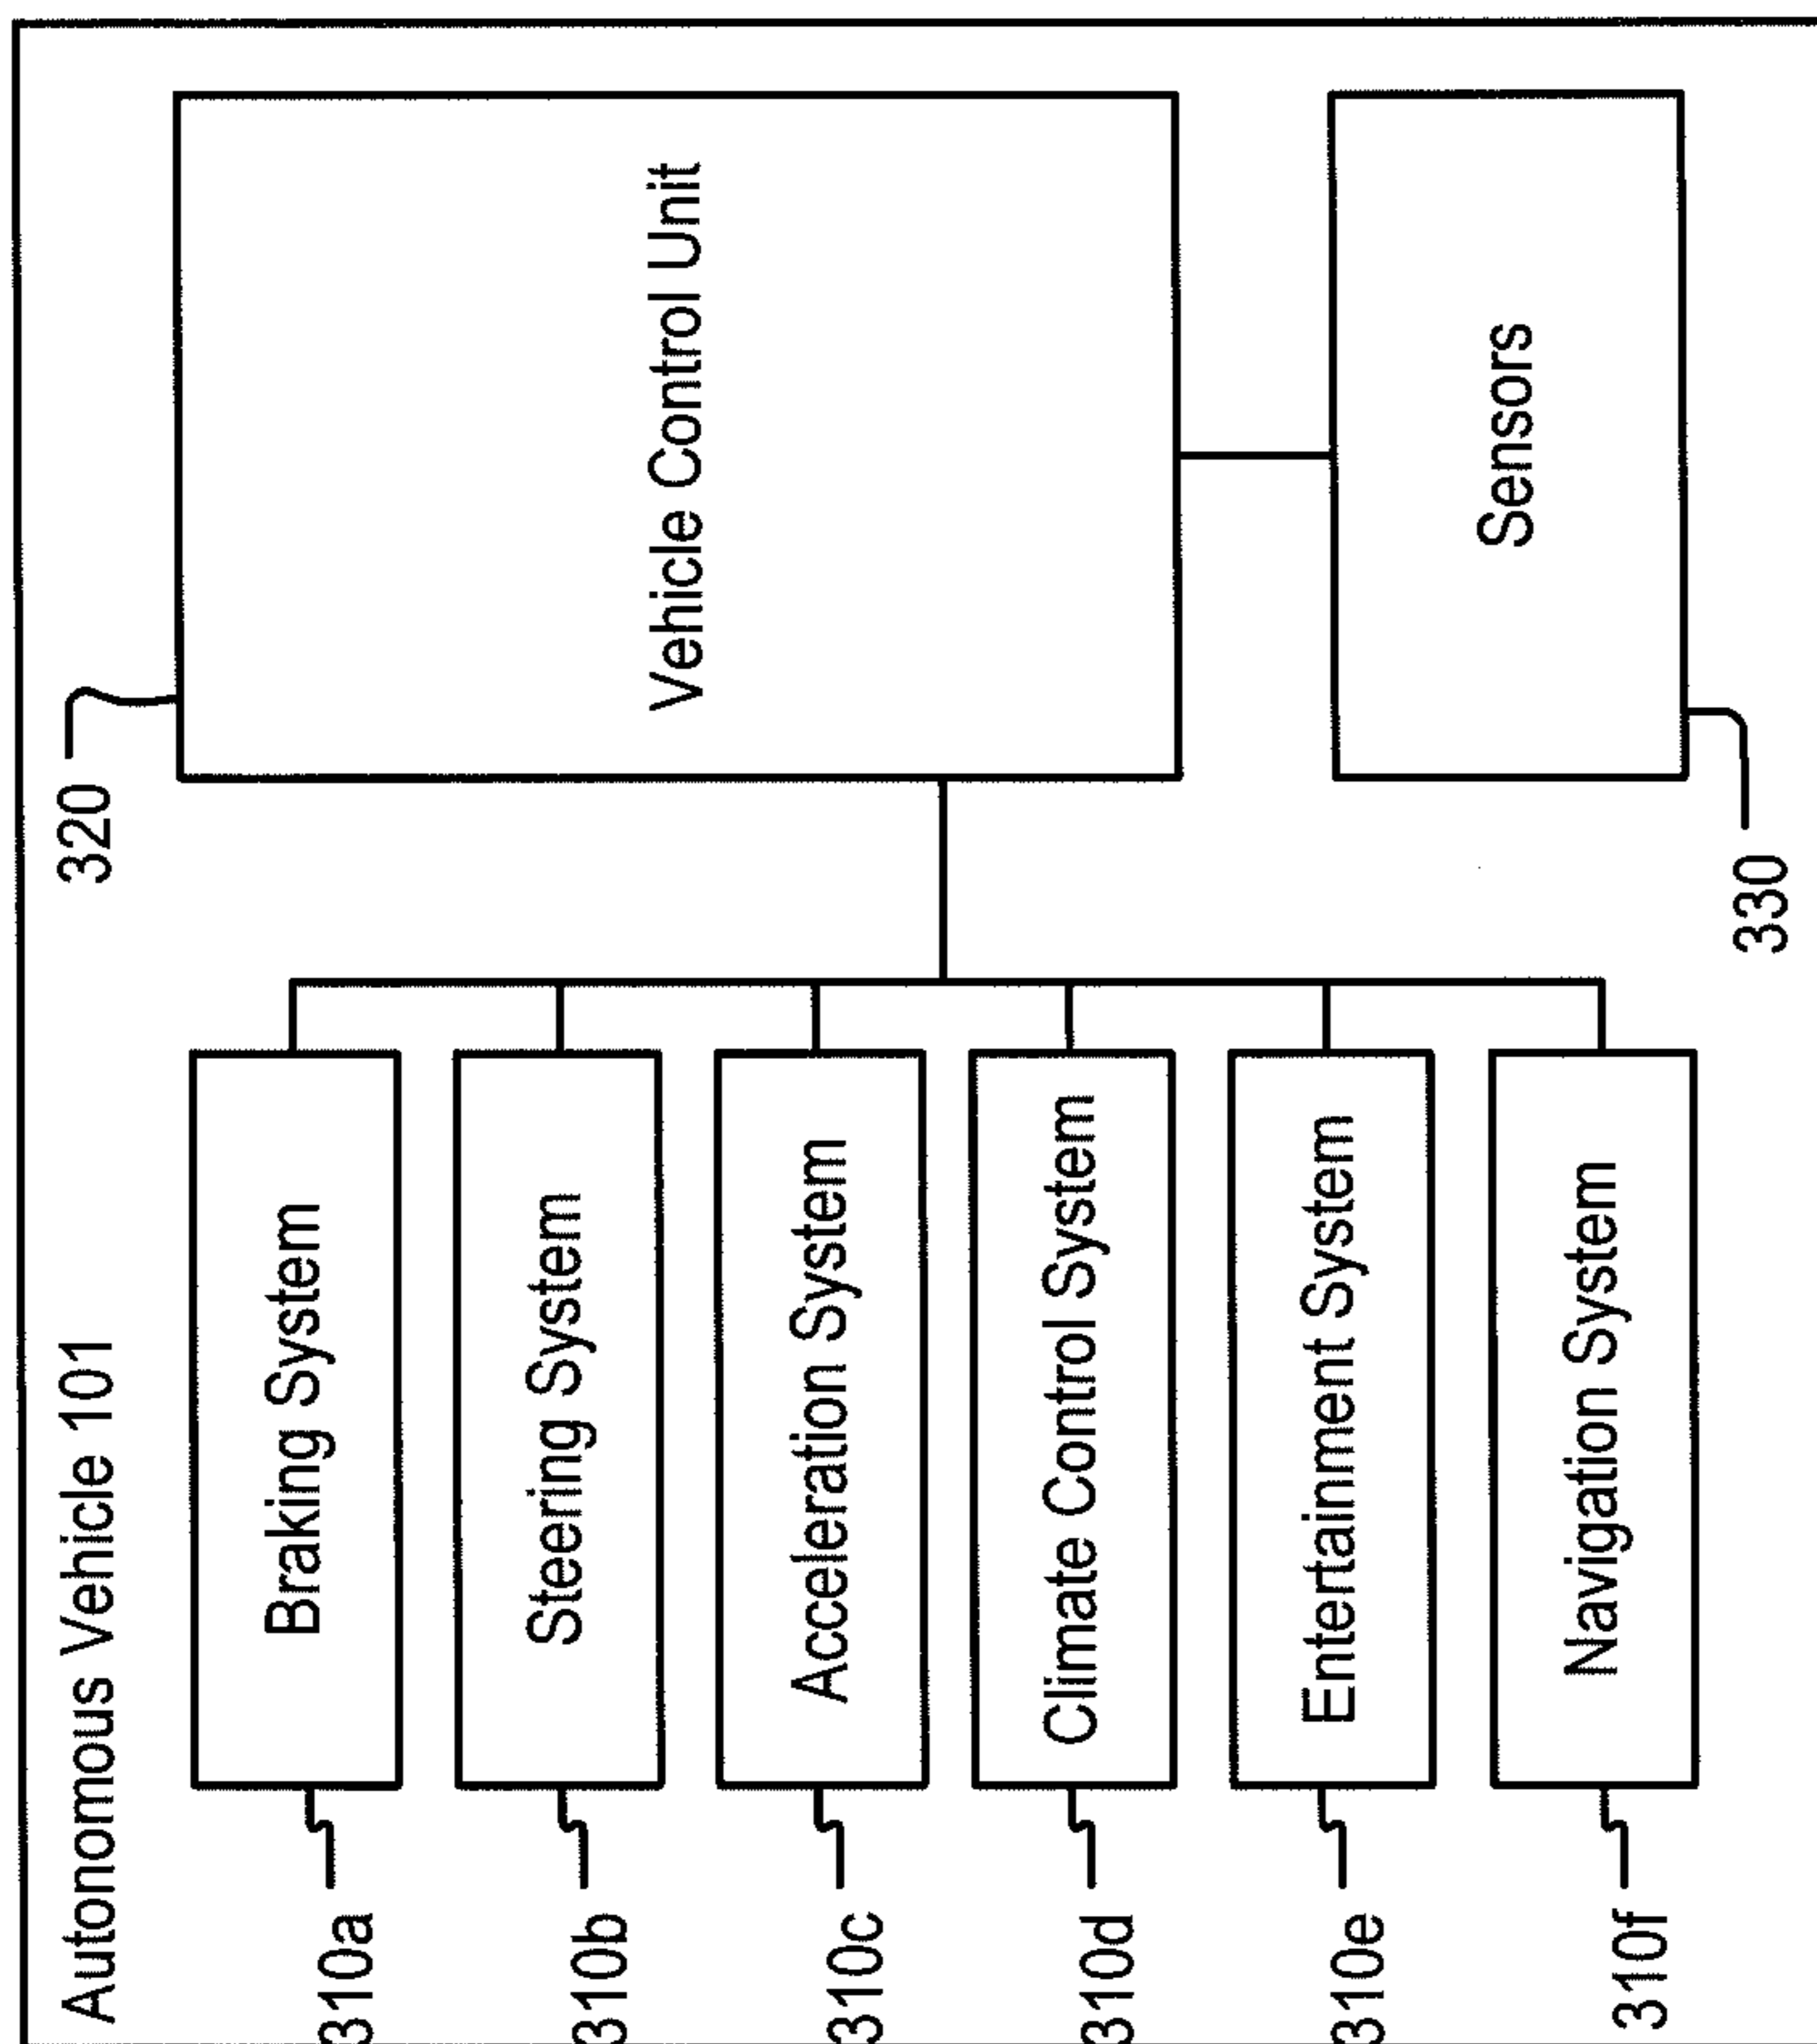 Autonomous Vehicle 101
310a
Braking System
310b
Steering System
310c
Acceleration System
310d
Climate Control System
310e
Entertainment System
310f
Navigation System
320
Vehicle Control Unit
Sensors
330